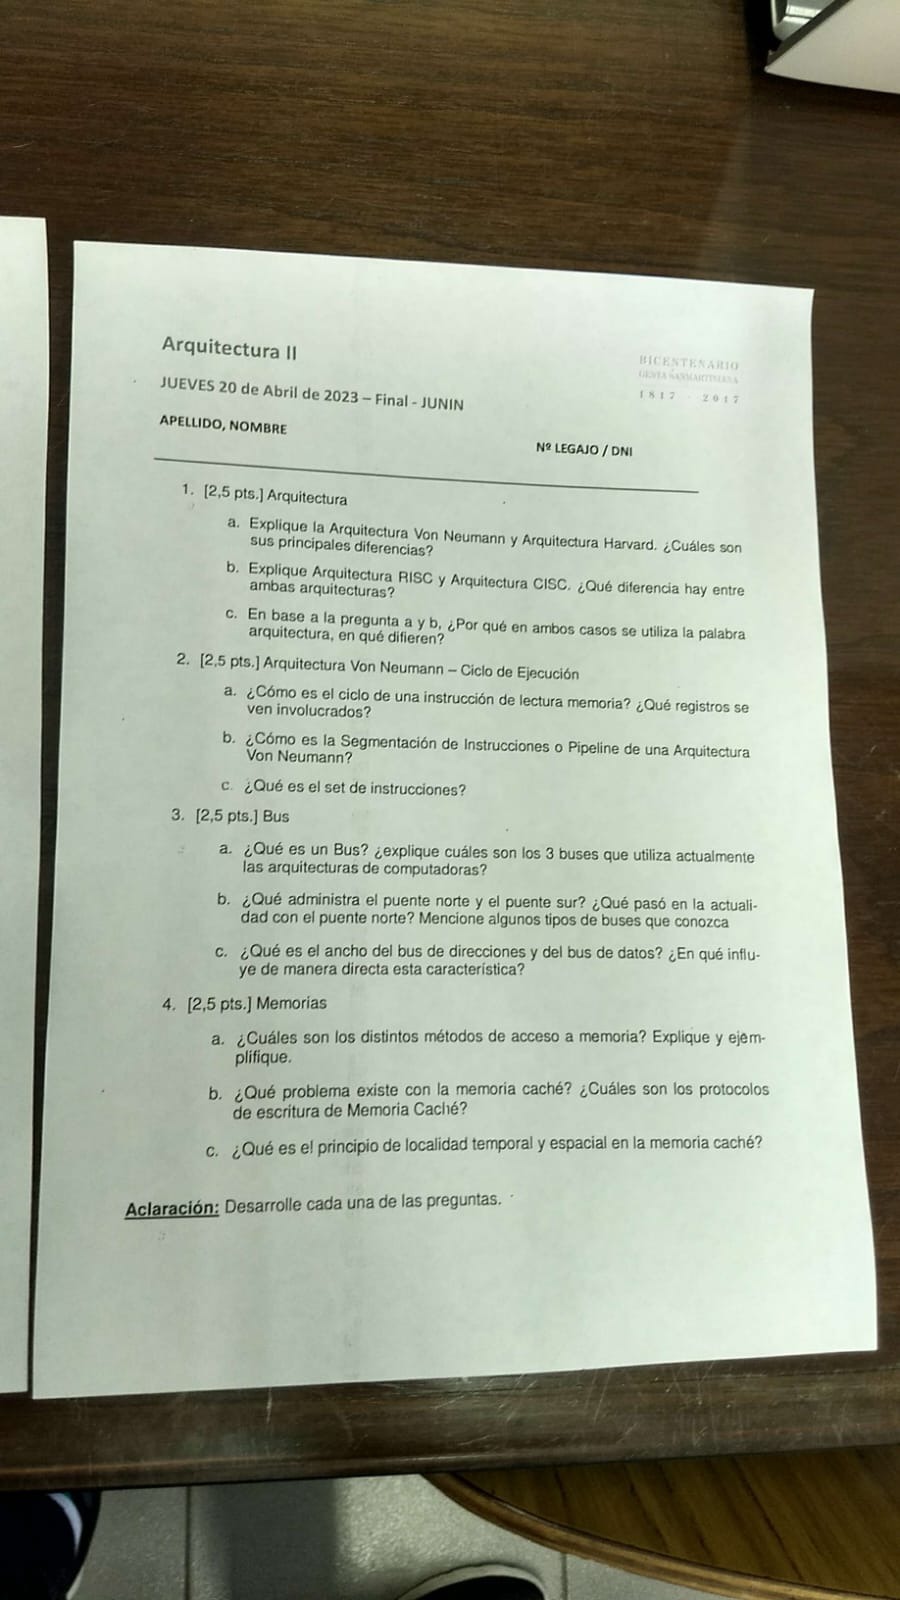 Arquitectura II
BICENTENARIO
GESTA SANMARTINIANA
1817 - 2017
JUEVES 20 de Abril de 2023 – Final - JUNIN
APELLIDO, NOMBRE
Nº LEGAJO / DNI
1. [2,5 pts.] Arquitectura
a. Explique la Arquitectura Von Neumann y Arquitectura Harvard. ¿Cuáles son
sus principales diferencias?
b. Explique Arquitectura RISC y Arquitectura CISC. ¿Qué diferencia hay entre
ambas arquitecturas?
c. En base a la pregunta a y b, ¿Por qué en ambos casos se utiliza la palabra
arquitectura, en qué difieren?
2. [2,5 pts.] Arquitectura Von Neumann – Ciclo de Ejecución
a. ¿Cómo es el ciclo de una instrucción de lectura memoria? ¿Qué registros se
ven involucrados?
b. ¿Cómo es la Segmentación de Instrucciones o Pipeline de una Arquitectura
Von Neumann?
c. ¿Qué es el set de instrucciones?
3. [2,5 pts.] Bus
a. ¿Qué es un Bus? ¿explique cuáles son los 3 buses que utiliza actualmente
las arquitecturas de computadoras?
b. ¿Qué administra el puente norte y el puente sur? ¿Qué pasó en la actuali-
dad con el puente norte? Mencione algunos tipos de buses que conozca
c. ¿Qué es el ancho del bus de direcciones y del bus de datos? ¿En qué influ-
ye de manera directa esta característica?
4. [2,5 pts.] Memorias
a. ¿Cuáles son los distintos métodos de acceso a memoria? Explique y ejem-
plifique.
b. ¿Qué problema existe con la memoria caché? ¿Cuáles son los protocolos
de escritura de Memoria Caché?
c. ¿Qué es el principio de localidad temporal y espacial en la memoria caché?
Aclaración: Desarrolle cada una de las preguntas.